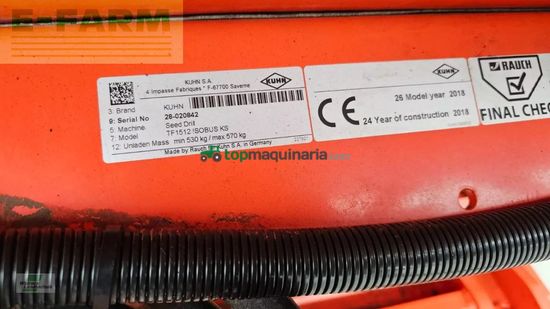 E-FARM
KUHN S.A.
4 Impasse Fabriques * F-67700 Saverne
KUHN
3: Brand KUHN
9: Serial No 28-020842
5: Machine: Seed Drill
7: Model: TF1512 ISOBUS KS
12: Unladen Mass min 530 kg / max 570 kg
Made by Rauch for Kuhn S.A. in Germany
CE
26 Model year 2018
24 Year of construction 2018
RAUCH
FINAL CHEC
topmaquinaria.com